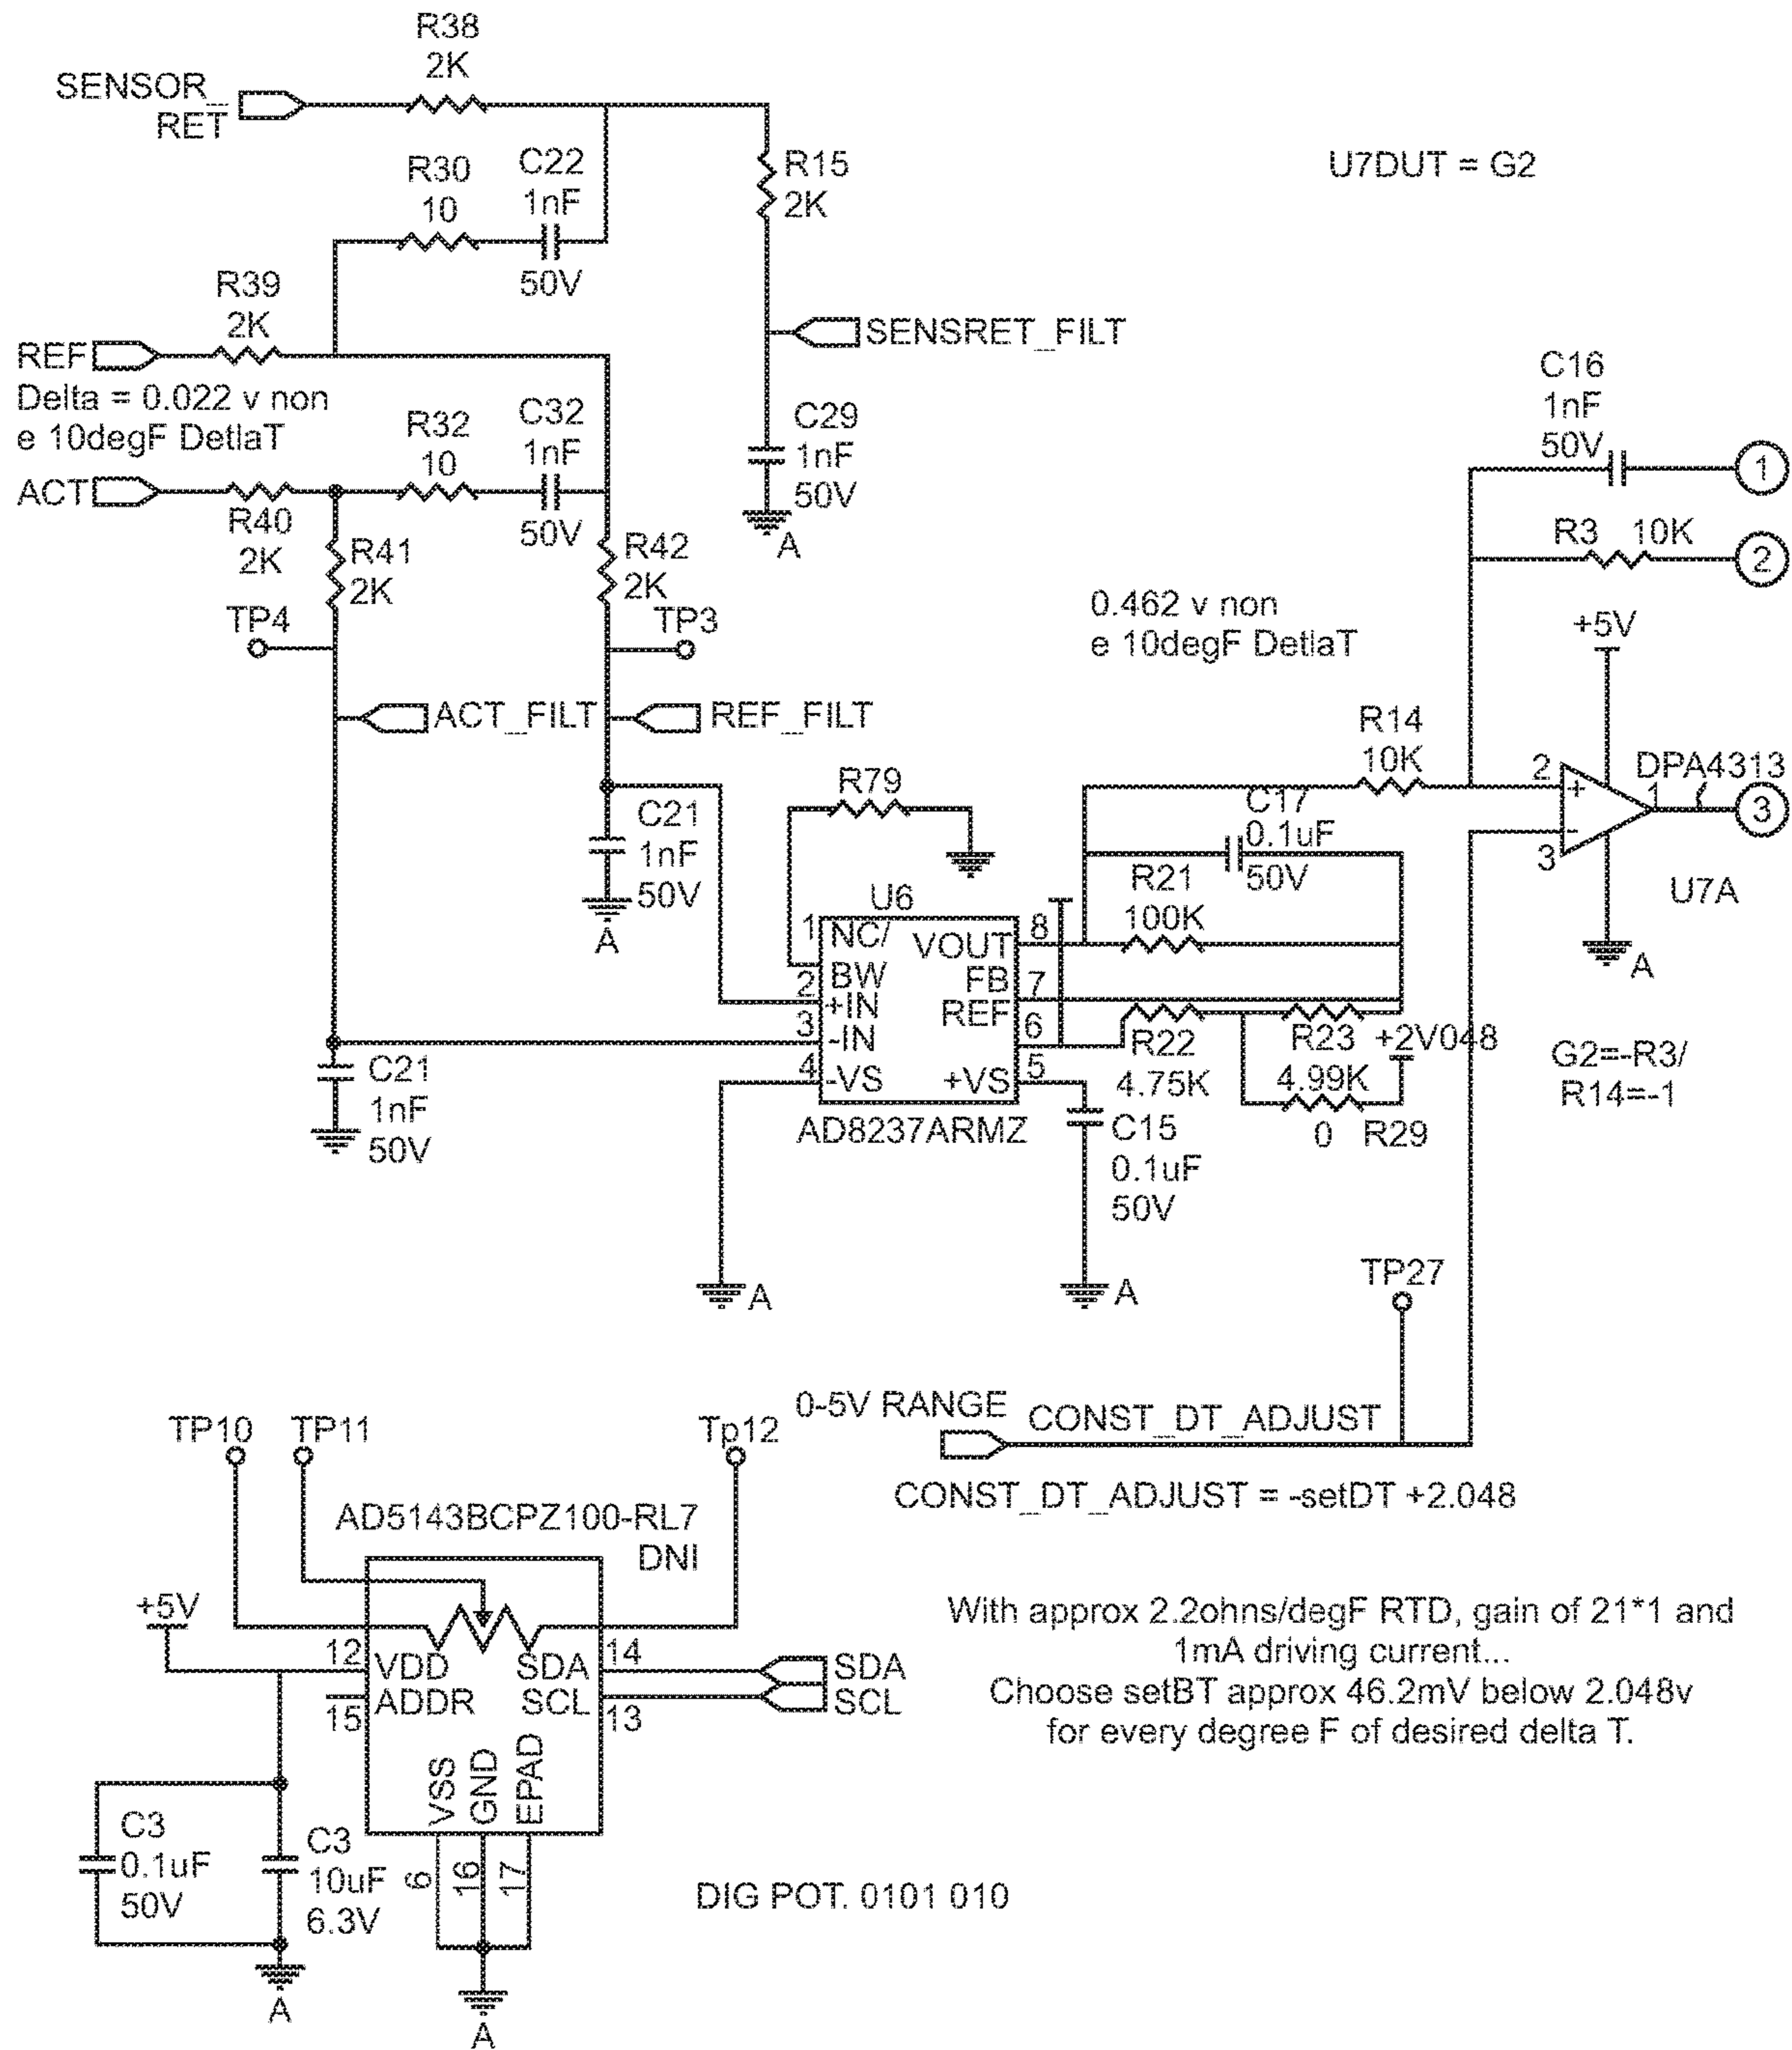 R38
2K
SENSOR_
RET
R30
10
C22
1nF
50V
R15
2K
U7DUT = G2
R39
2K
SENSRET_FILT
REF
Delta = 0.022 v non
e 10degF DetlaT
R32
10
C32
1nF
50V
C29
1nF
50V
A
C16
1nF
50V
1
ACT
R40
2K
R41
2K
R42
2K
R3 10K
2
TP4
TP3
0.462 v non
e 10degF DetlaT
+5V
ACT_FILT
REF_FILT
R14
10K
R79
C21
1nF
50V
A
C17
0.1uF
50V
2
+
-
3
DPA4313
1
3
U7A
A
U6
R21
100K
1
NC/
BW
2
+IN
3
-IN
4
-VS
VOUT
8
FB
7
REF
6
+VS
5
AD8237ARMZ
R22
4.75K
R23
4.99K
+2V048
0 R29
G2=-R3/
R14=-1
C21
1nF
50V
C15
0.1uF
50V
A
A
TP27
0-5V RANGE
CONST_DT_ADJUST
CONST_DT_ADJUST = -setDT +2.048
TP10
TP11
Tp12
AD5143BCPZ100-RL7
DNI
+5V
12
VDD
SDA
14
SDA
15
ADDR
SCL
13
SCL
VSS
GND
EPAD
6
16
17
C3
0.1uF
50V
C3
10uF
6.3V
A
A
With approx 2.2ohns/degF RTD, gain of 21*1 and
1mA driving current...
Choose setBT approx 46.2mV below 2.048v
for every degree F of desired delta T.
DIG POT. 0101 010